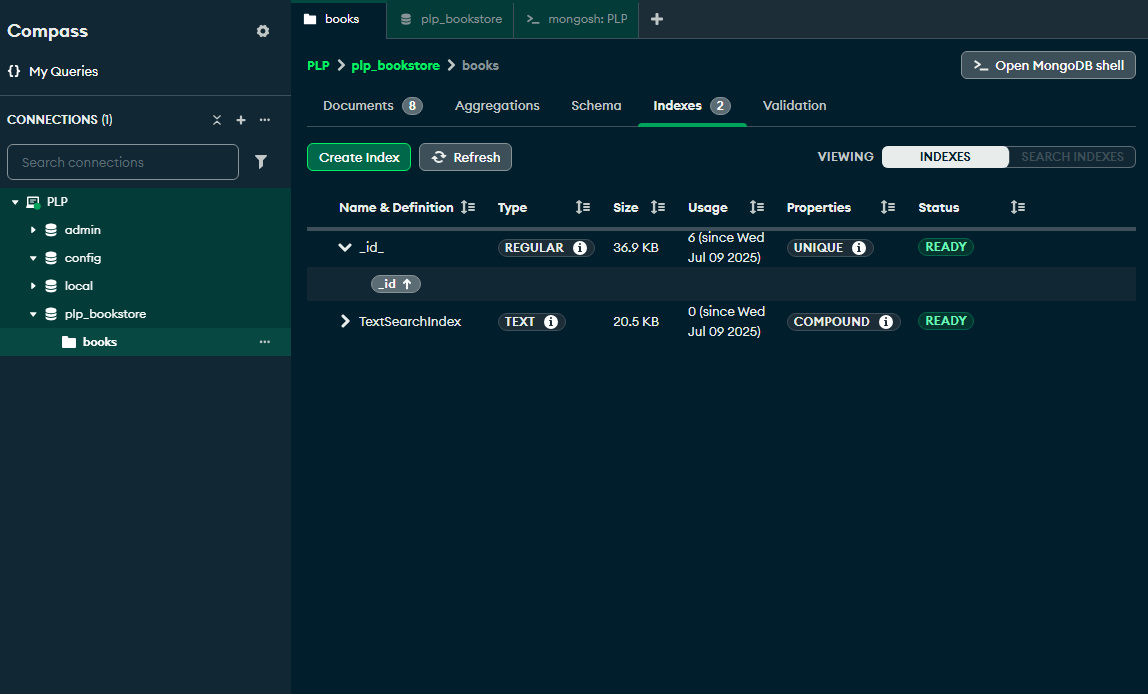 Compass
{} My Queries
CONNECTIONS (1)
Search connections
PLP
admin
config
local
plp_bookstore
books
books
plp_bookstore
>_ mongosh: PLP
PLP > plp_bookstore > books
>_ Open MongoDB shell
Documents 8
Aggregations
Schema
Indexes 2
Validation
Create Index
Refresh
VIEWING
INDEXES
SEARCH INDEXES
Name & Definition
Type
Size
Usage
Properties
Status
_id_
REGULAR
36.9 KB
6 (since Wed
Jul 09 2025)
UNIQUE
READY
_id ↑
TextSearchIndex
TEXT
20.5 KB
0 (since Wed
Jul 09 2025)
COMPOUND
READY